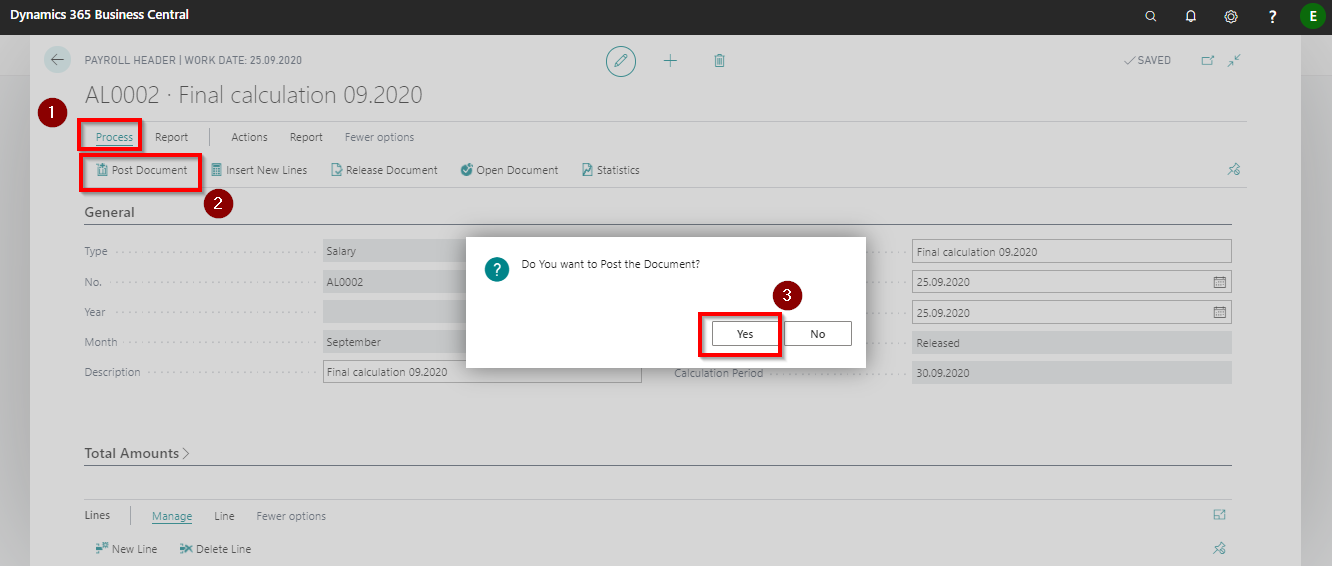 Dynamics 365 Business Central
?
E
PAYROLL HEADER | WORK DATE: 25.09.2020
SAVED
AL0002 · Final calculation 09.2020
1
Process Report Actions Report Fewer options
Post Document Insert New Lines Release Document Open Document Statistics
2
General
Type Salary Final calculation 09.2020
? Do You want to Post the Document?
No. AL0002 25.09.2020
3
Year 25.09.2020
Yes No
Month September Released
Description Final calculation 09.2020 Calculation Period 30.09.2020
Total Amounts
Lines Manage Line Fewer options
New Line Delete Line